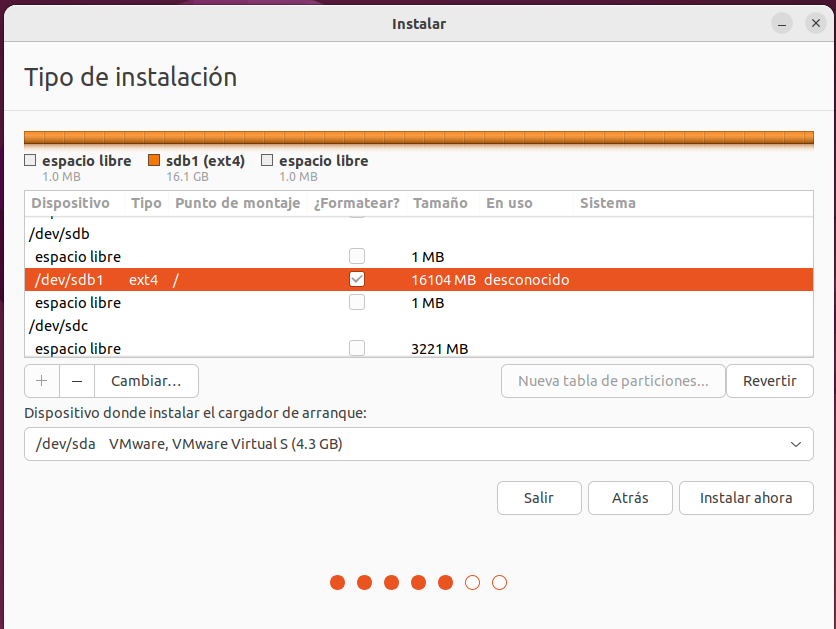 Instalar
Tipo de instalación
espacio libre sdb1 (ext4) espacio libre
1.0 MB 16.1 GB 1.0 MB
Dispositivo Tipo Punto de montaje ¿Formatear? Tamaño En uso Sistema
/dev/sdb
espacio libre 1 MB
/dev/sdb1 ext4 / 16104 MB desconocido
espacio libre 1 MB
/dev/sdc
espacio libre 3221 MB
+ – Cambiar... Nueva tabla de particiones... Revertir
Dispositivo donde instalar el cargador de arranque:
/dev/sda VMware, VMware Virtual S (4.3 GB)
Salir Atrás Instalar ahora